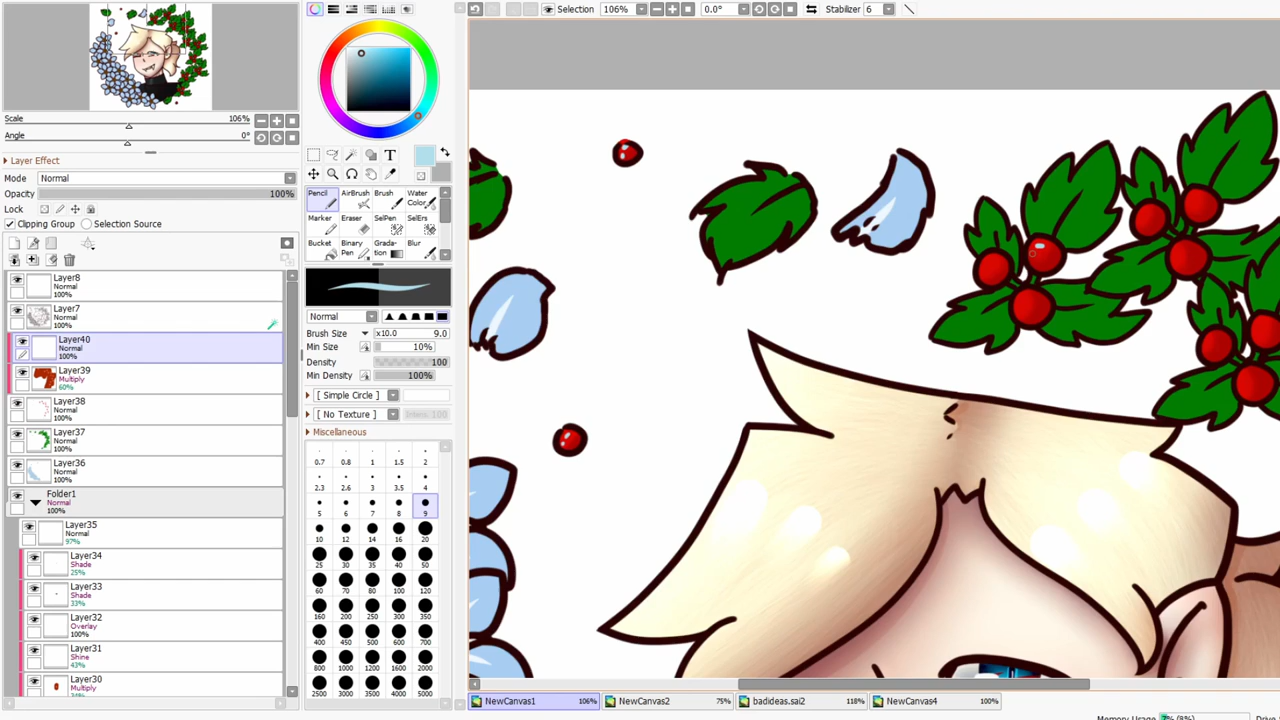 Selection 106% 0.0° Stabilizer 6
Scale 106%
Angle 0°
Layer Effect
Mode Normal
Opacity 100%
Lock
Clipping Group Selection Source
Layer8
Normal
100%
Layer7
Normal
100%
Layer40
Normal
100%
Layer39
Multiply
60%
Layer38
Normal
100%
Layer37
Normal
100%
Layer36
Normal
100%
Folder1
Normal
100%
Layer35
Normal
97%
Layer34
Shade
25%
Layer33
Shade
33%
Layer32
Overlay
100%
Layer31
Shine
43%
Layer30
Multiply
T
Pencil AirBrush Brush Water
Color
Marker Eraser SelPen SelErs
Bucket Binary Grada- Blur
Pen tion
Normal
Brush Size x10.0 9.0
Min Size 10%
Density 100
Min Density 100%
[ Simple Circle ]
[ No Texture ] Intens 100
Miscellaneous
0.7 0.8 1 1.5 2
2.3 2.6 3 3.5 4
5 6 7 8 9
10 12 14 16 20
25 30 35 40 50
60 70 80 100 120
160 200 250 300 350
400 450 500 600 700
800 1000 1200 1600 2000
2500 3000 3500 4000 5000
NewCanvas1 106% NewCanvas2 75% badideas.sai2 118% NewCanvas4 100%
Memory Usage 7% (8%)